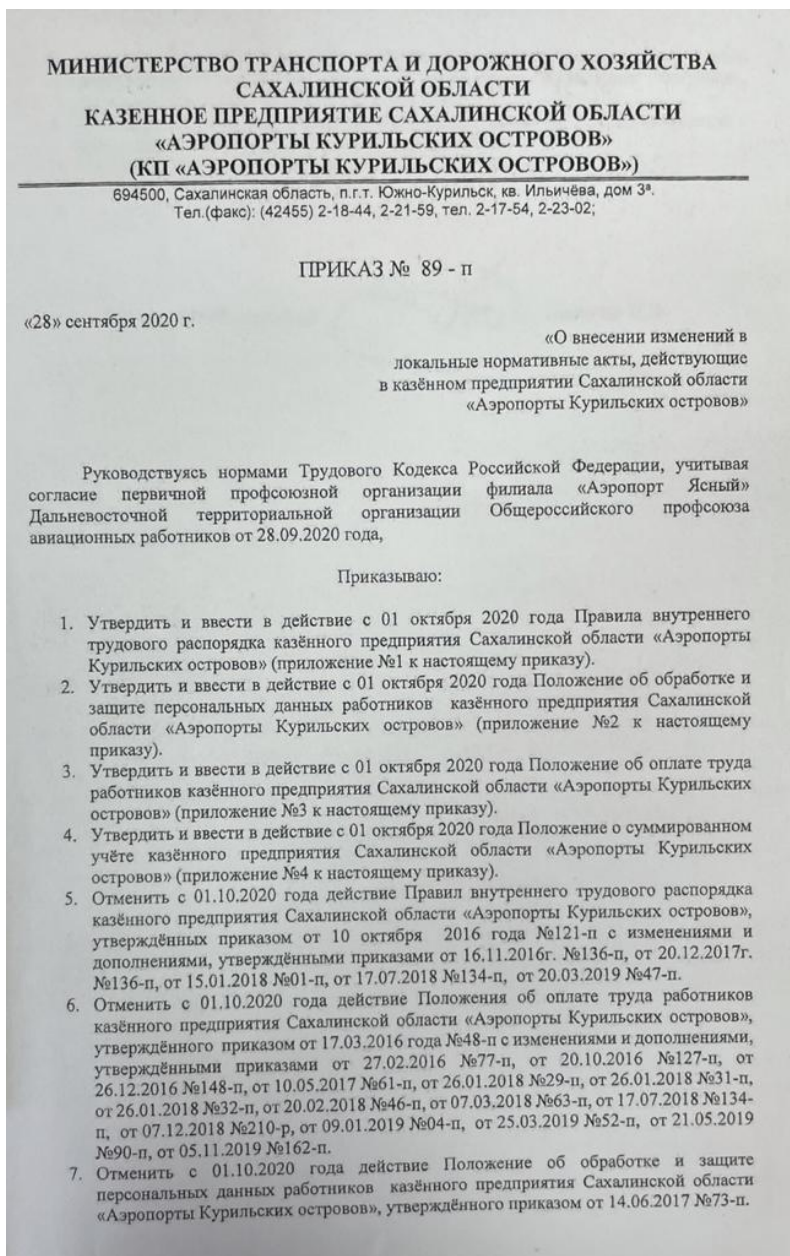 МИНИСТЕРСТВО ТРАНСПОРТА И ДОРОЖНОГО ХОЗЯЙСТВА
САХАЛИНСКОЙ ОБЛАСТИ
КАЗЕННОЕ ПРЕДПРИЯТИЕ САХАЛИНСКОЙ ОБЛАСТИ
«АЭРОПОРТЫ КУРИЛЬСКИХ ОСТРОВОВ»
(КП «АЭРОПОРТЫ КУРИЛЬСКИХ ОСТРОВОВ»)
694500, Сахалинская область, п.г.т. Южно-Курильск, кв. Ильичёва, дом 3ª.
Тел.(факс): (42455) 2-18-44, 2-21-59, тел. 2-17-54, 2-23-02;
ПРИКАЗ № 89 - п
«28» сентября 2020 г.
«О внесении изменений в
локальные нормативные акты, действующие
в казённом предприятии Сахалинской области
«Аэропорты Курильских островов»
Руководствуясь нормами Трудового Кодекса Российской Федерации, учитывая
согласие первичной профсоюзной организации филиала «Аэропорт Ясный»
Дальневосточной территориальной организации Общероссийского профсоюза
авиационных работников от 28.09.2020 года,
Приказываю:
1. Утвердить и ввести в действие с 01 октября 2020 года Правила внутреннего
трудового распорядка казённого предприятия Сахалинской области «Аэропорты
Курильских островов» (приложение №1 к настоящему приказу).
2. Утвердить и ввести в действие с 01 октября 2020 года Положение об обработке и
защите персональных данных работников казённого предприятия Сахалинской
области «Аэропорты Курильских островов» (приложение №2 к настоящему
приказу).
3. Утвердить и ввести в действие с 01 октября 2020 года Положение об оплате труда
работников казённого предприятия Сахалинской области «Аэропорты Курильских
островов» (приложение №3 к настоящему приказу).
4. Утвердить и ввести в действие с 01 октября 2020 года Положение о суммированном
учёте казённого предприятия Сахалинской области «Аэропорты Курильских
островов» (приложение №4 к настоящему приказу).
5. Отменить с 01.10.2020 года действие Правил внутреннего трудового распорядка
казённого предприятия Сахалинской области «Аэропорты Курильских островов»,
утверждённых приказом от 10 октября 2016 года №121-п с изменениями и
дополнениями, утверждёнными приказами от 16.11.2016г. №136-п, от 20.12.2017г.
№136-п, от 15.01.2018 №01-п, от 17.07.2018 №134-п, от 20.03.2019 №47-п.
6. Отменить с 01.10.2020 года действие Положения об оплате труда работников
казённого предприятия Сахалинской области «Аэропорты Курильских островов»,
утверждённого приказом от 17.03.2016 года №48-п с изменениями и дополнениями,
утверждёнными приказами от 27.02.2016 №77-п, от 20.10.2016 №127-п, от
26.12.2016 №148-п, от 10.05.2017 №61-п, от 26.01.2018 №29-п, от 26.01.2018 №31-п,
от 26.01.2018 №32-п, от 20.02.2018 №46-п, от 07.03.2018 №63-п, от 17.07.2018 №134-
п, от 07.12.2018 №210-р, от 09.01.2019 №04-п, от 25.03.2019 №52-п, от 21.05.2019
№90-п, от 05.11.2019 №162-п.
7. Отменить с 01.10.2020 года действие Положение об обработке и защите
персональных данных работников казённого предприятия Сахалинской области
«Аэропорты Курильских островов», утверждённого приказом от 14.06.2017 №73-п.